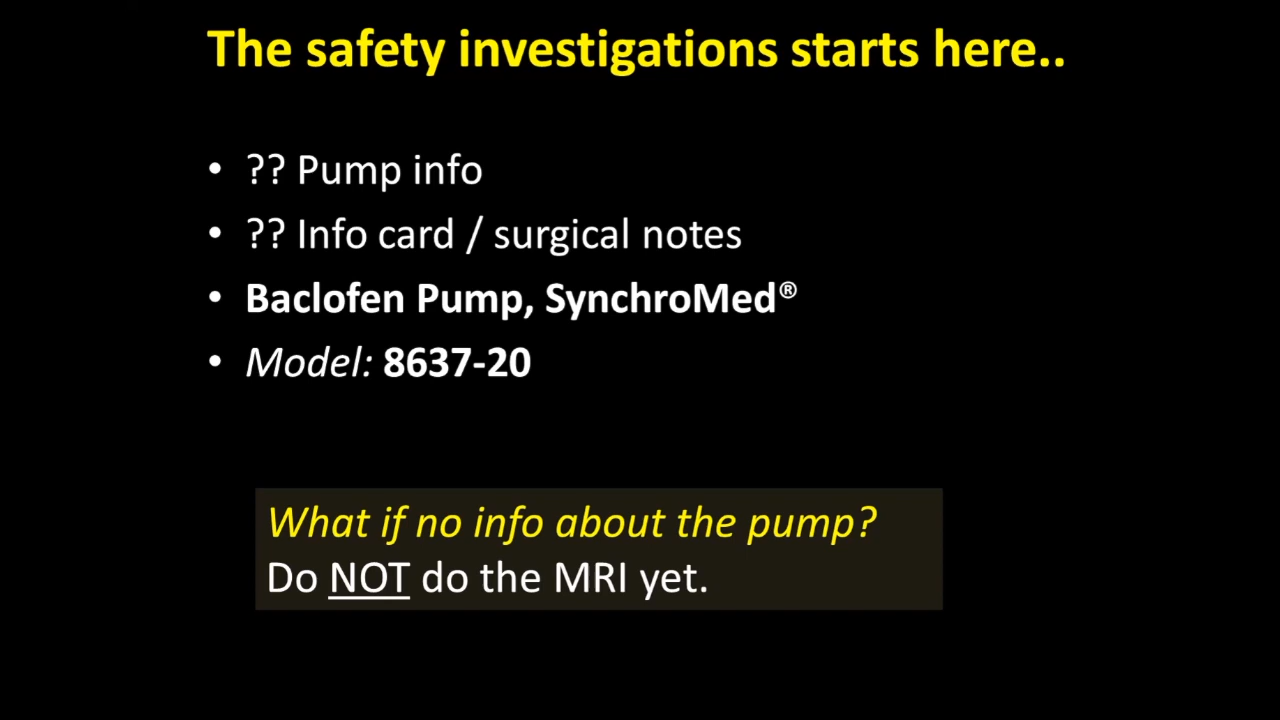 The safety investigations starts here..
• ?? Pump info
• ?? Info card / surgical notes
• Baclofen Pump, SynchroMed®
• Model: 8637-20
What if no info about the pump?
Do NOT do the MRI yet.